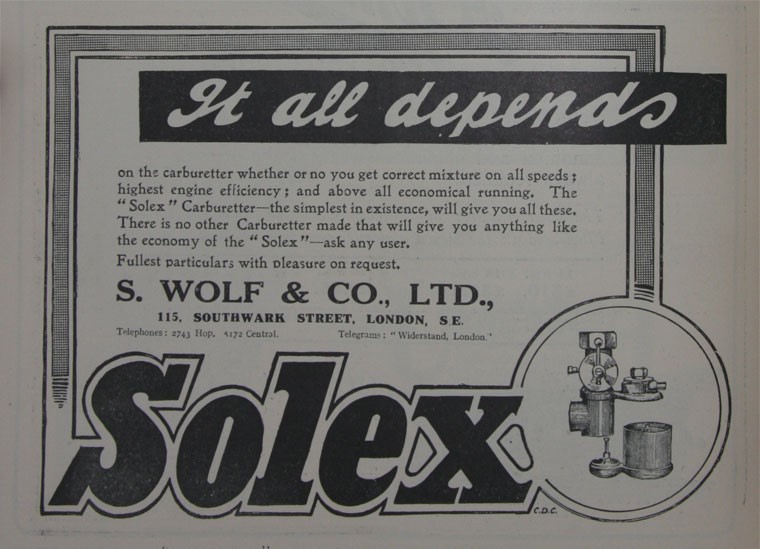 It all depends
on the carburetter whether or no you get correct mixture on all speeds;
highest engine efficiency; and above all economical running. The
"Solex" Carburetter—the simplest in existence, will give you all these.
There is no other Carburetter made that will give you anything like
the economy of the "Solex"—ask any user.
Fullest particulars with pleasure on request.
S. WOLF & CO., LTD.,
115, SOUTHWARK STREET, LONDON, S.E.
Telephones: 2743 Hop, 5172 Central. Telegrams: "Widerstand, London."
Solex
C.D.C.